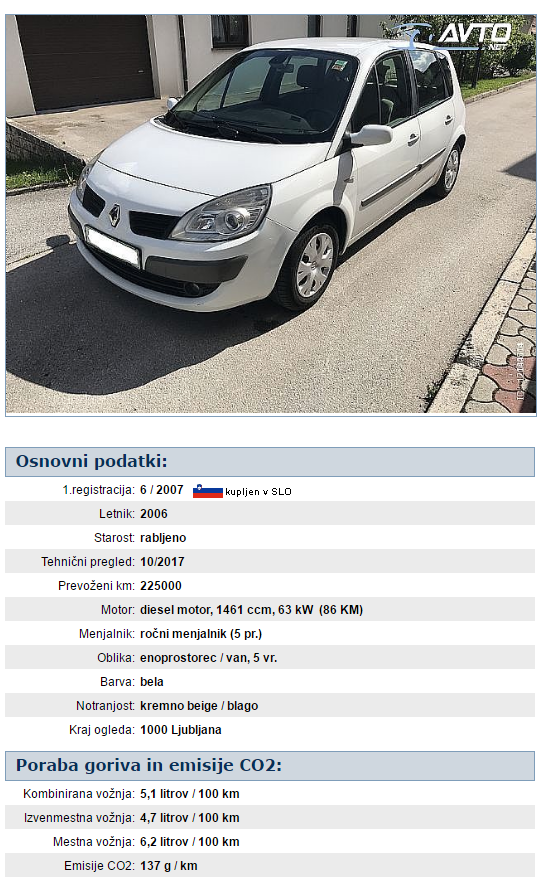 AVTO
.NET
Osnovni podatki:
1.registracija: 6 / 2007 kupljen v SLO
Letnik: 2006
Starost: rabljeno
Tehnični pregled: 10/2017
Prevoženi km: 225000
Motor: diesel motor, 1461 ccm, 63 kW (86 KM)
Menjalnik: ročni menjalnik (5 pr.)
Oblika: enoprostorec / van, 5 vr.
Barva: bela
Notranjost: kremno beige / blago
Kraj ogleda: 1000 Ljubljana
Poraba goriva in emisije CO2:
Kombinirana vožnja: 5,1 litrov / 100 km
Izvenmestna vožnja: 4,7 litrov / 100 km
Mestna vožnja: 6,2 litrov / 100 km
Emisije CO2: 137 g / km